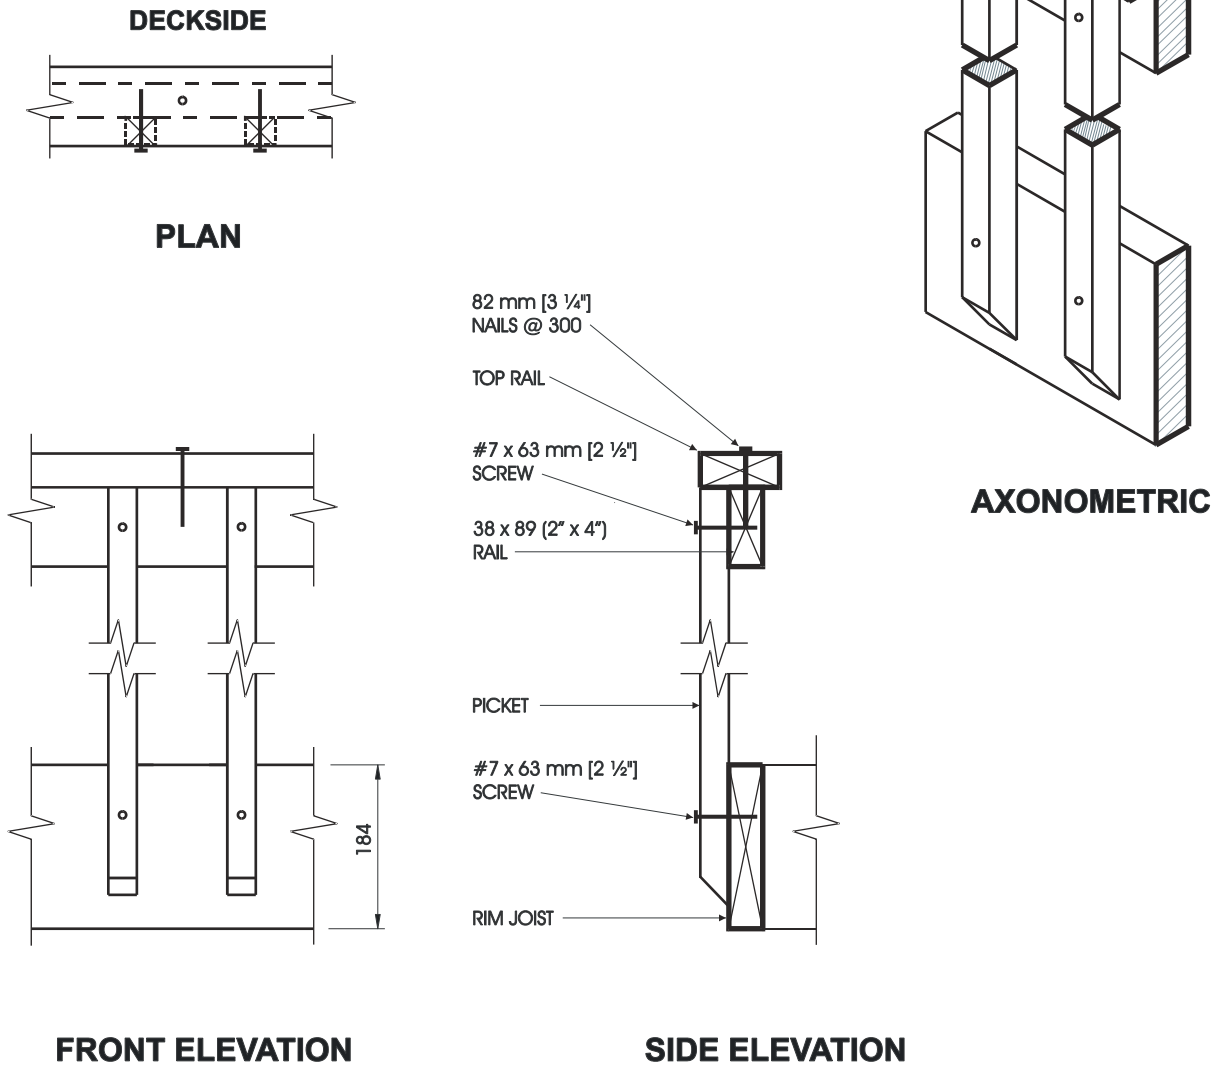 DECKSIDE
PLAN
82 mm [3 ¼"]
NAILS @ 300
TOP RAIL
#7 x 63 mm [2 ½"]
SCREW
38 x 89 (2” x 4”)
RAIL
PICKET
#7 x 63 mm [2 ½"]
SCREW
RIM JOIST
184
AXONOMETRIC
FRONT ELEVATION
SIDE ELEVATION